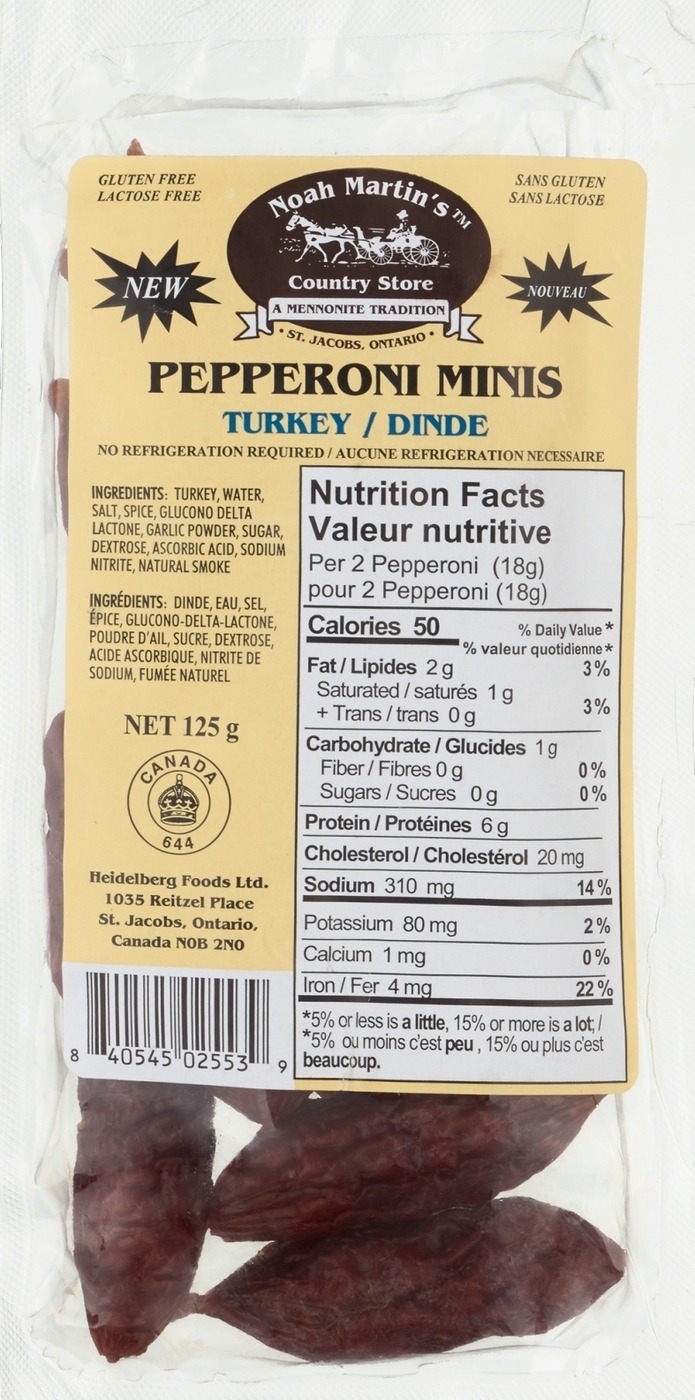 GLUTEN FREE
LACTOSE FREE
SANS GLUTEN
SANS LACTOSE
Noah Martin's™
Country Store
A MENNONITE TRADITION
• ST. JACOBS, ONTARIO •
NEW
NOUVEAU
PEPPERONI MINIS
TURKEY / DINDE
NO REFRIGERATION REQUIRED / AUCUNE REFRIGERATION NECESSAIRE
INGREDIENTS: TURKEY, WATER,
SALT, SPICE, GLUCONO DELTA
LACTONE, GARLIC POWDER, SUGAR,
DEXTROSE, ASCORBIC ACID, SODIUM
NITRITE, NATURAL SMOKE
INGRÉDIENTS: DINDE, EAU, SEL,
ÉPICE, GLUCONO-DELTA-LACTONE,
POUDRE D'AIL, SUCRE, DEXTROSE,
ACIDE ASCORBIQUE, NITRITE DE
SODIUM, FUMÉE NATUREL
NET 125 g
CANADA
644
Heidelberg Foods Ltd.
1035 Reitzel Place
St. Jacobs, Ontario,
Canada N0B 2N0
8 40545 02553 9
Nutrition Facts
Valeur nutritive
Per 2 Pepperoni (18g)
pour 2 Pepperoni (18g)
Calories 50 % Daily Value *
% valeur quotidienne *
Fat / Lipides 2 g 3 %
Saturated / saturés 1 g
+ Trans / trans 0 g 3 %
Carbohydrate / Glucides 1 g
Fiber / Fibres 0 g 0 %
Sugars / Sucres 0 g 0 %
Protein / Protéines 6 g
Cholesterol / Cholestérol 20 mg
Sodium 310 mg 14 %
Potassium 80 mg 2 %
Calcium 1 mg 0 %
Iron / Fer 4 mg 22 %
*5% or less is a little, 15% or more is a lot; /
*5% ou moins c'est peu , 15% ou plus c'est
beaucoup.